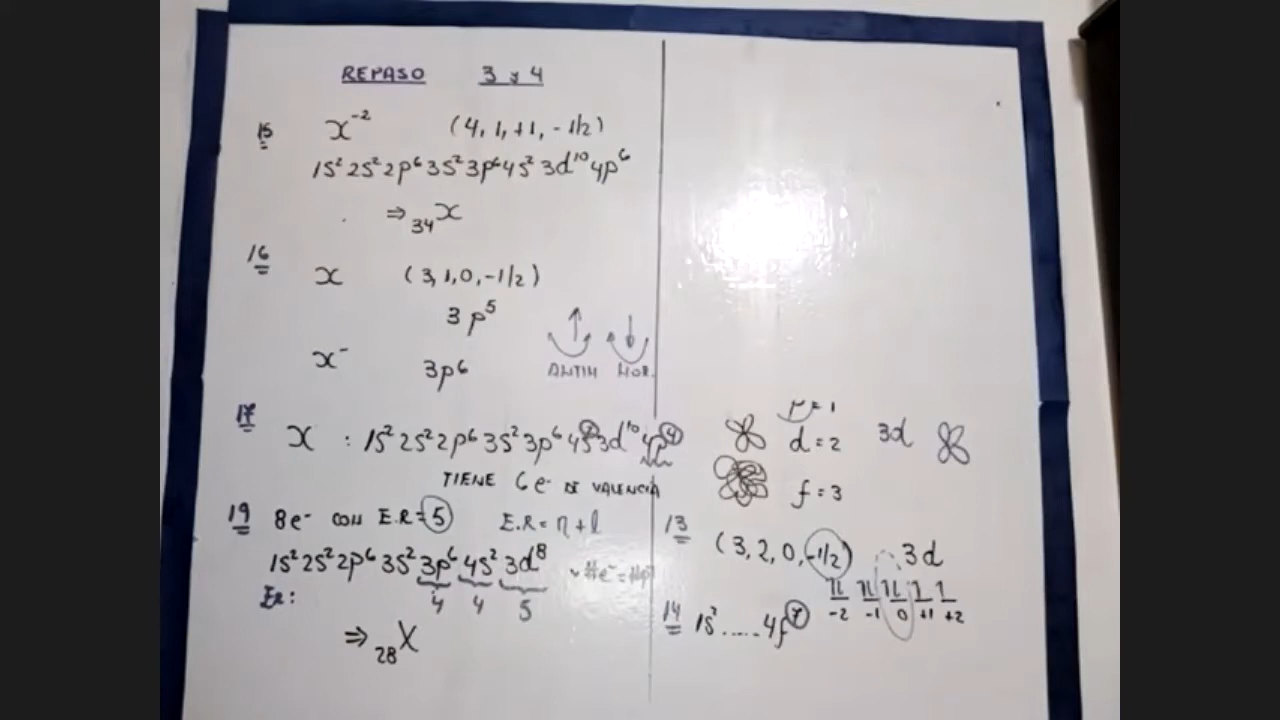 REPASO 3 y 4
15 x⁻² (4, 1, +1, -1/2)
1s² 2s² 2p⁶ 3s² 3p⁶ 4s² 3d¹⁰ 4p⁶
⇒ ₃₄x
16
x (3, 1, 0, -1/2)
3p⁵
x⁻ 3p⁶
ANTIH HOR.
17
x : 1s² 2s² 2p⁶ 3s² 3p⁶ 4s² 3d¹⁰ 4p④
TIENE 6e⁻ DE VALENCIA
19 8e⁻ CON E.R = 5 E.R = n + l
1s² 2s² 2p⁶ 3s² 3p⁶ 4s² 3d⁸
ER: 4 4 5
⇒ ₂₈X
p = 1
d = 2 3d
f = 3
13 (3, 2, 0, -1/2) 3d
-2 -1 0 +1 +2
14 1s² ..... 4f⑦